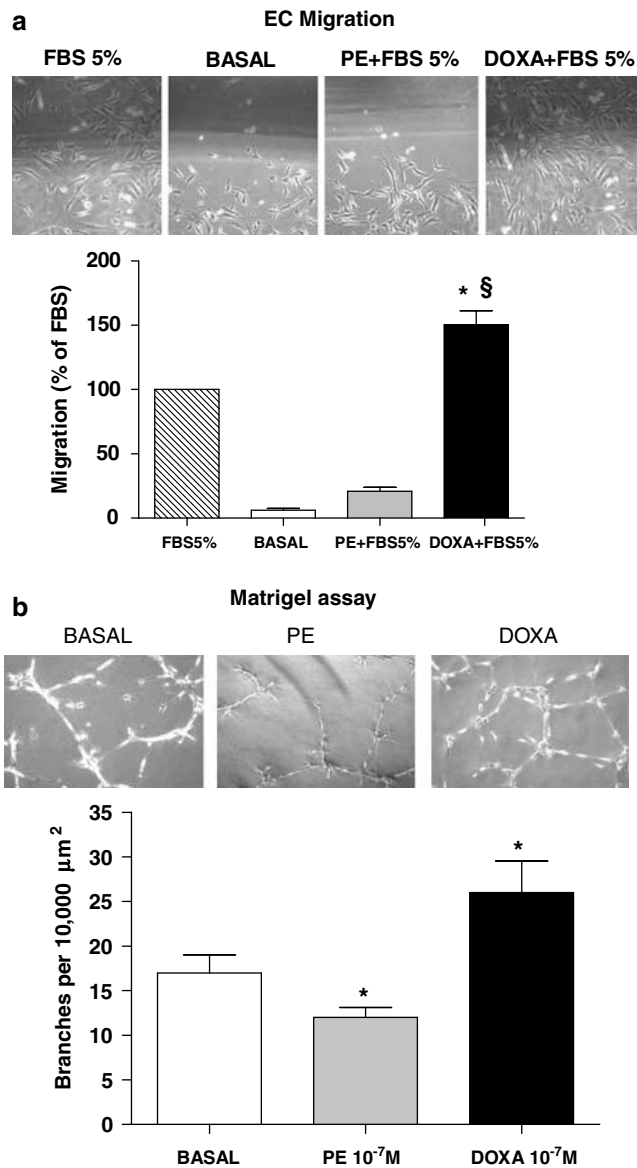 a
EC Migration
FBS 5% BASAL PE+FBS 5% DOXA+FBS 5%
Migration (% of FBS)
200
150
100
50
0
* §
FBS5% BASAL PE+FBS5% DOXA+FBS5%
b
Matrigel assay
BASAL PE DOXA
Branches per 10,000 µm²
35
30
25
20
15
10
5
0
*
*
BASAL PE 10⁻⁷M DOXA 10⁻⁷M